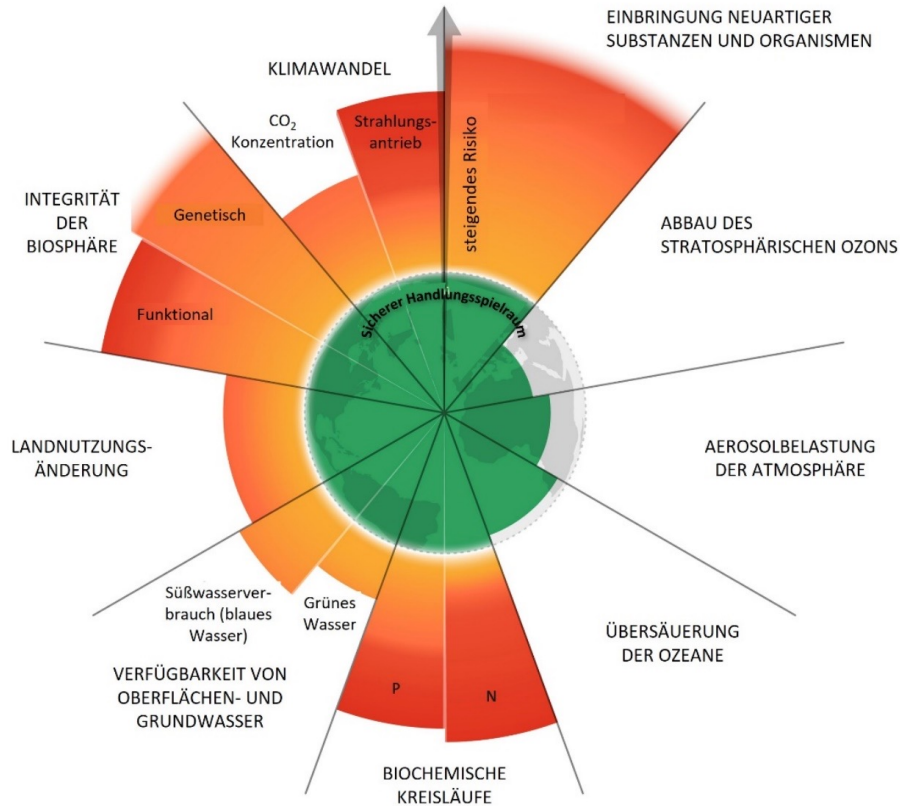 EINBRINGUNG NEUARTIGER
SUBSTANZEN UND ORGANISMEN
KLIMAWANDEL
CO₂
Konzentration
Strahlungs-
antrieb
steigendes Risiko
INTEGRITÄT
DER
BIOSPHÄRE
Genetisch
Funktional
ABBAU DES
STRATOSPHÄRISCHEN OZONS
Sicherer Handlungsspielraum
LANDNUTZUNGS-
ÄNDERUNG
AEROSOLBELASTUNG
DER ATMOSPHÄRE
Süßwasserver-
brauch (blaues
Wasser)
Grünes
Wasser
VERFÜGBARKEIT VON
OBERFLÄCHEN- UND
GRUNDWASSER
ÜBERSÄUERUNG
DER OZEANE
P
N
BIOCHEMISCHE
KREISLÄUFE